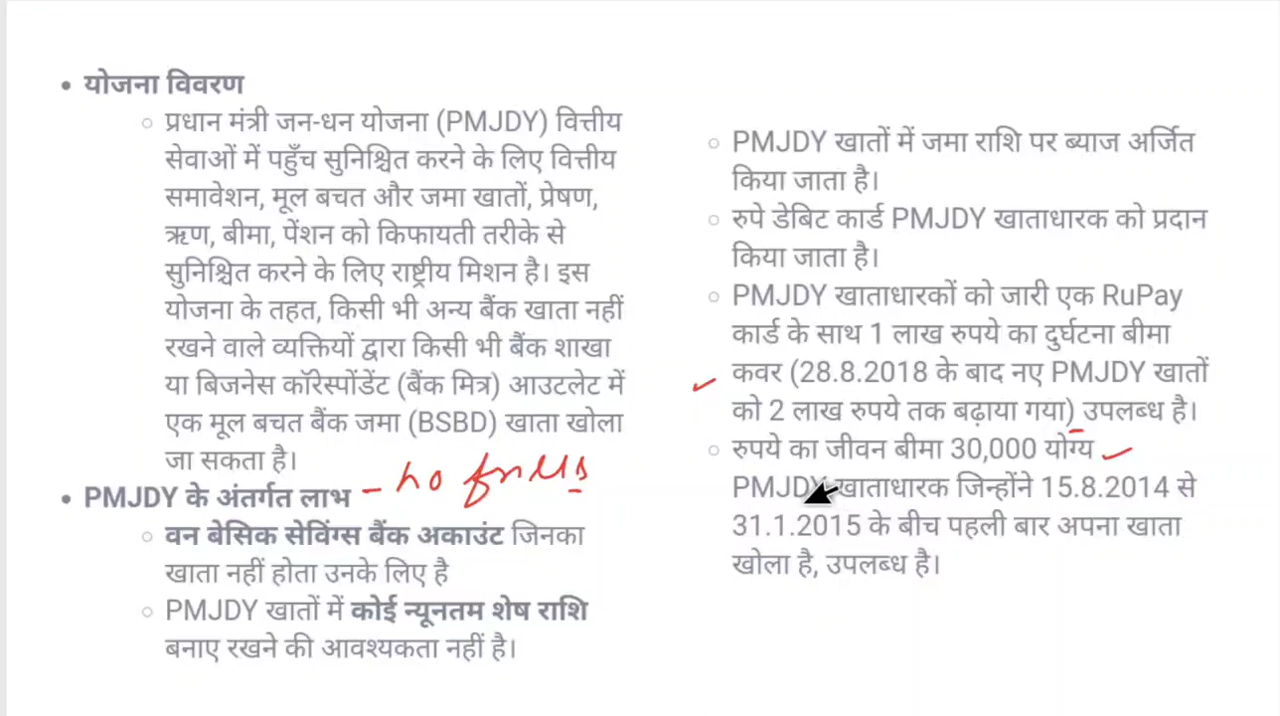 योजना विवरण
प्रधान मंत्री जन-धन योजना (PMJDY) वित्तीय
सेवाओं में पहुँच सुनिश्चित करने के लिए वित्तीय
समावेशन, मूल बचत और जमा खातों, प्रेषण,
ऋण, बीमा, पेंशन को किफायती तरीके से
सुनिश्चित करने के लिए राष्ट्रीय मिशन है। इस
योजना के तहत, किसी भी अन्य बैंक खाता नहीं
रखने वाले व्यक्तियों द्वारा किसी भी बैंक शाखा
या बिजनेस कॉरेस्पोंडेंट (बैंक मित्र) आउटलेट में
एक मूल बचत बैंक जमा (BSBD) खाता खोला
जा सकता है।
PMJDY के अंतर्गत लाभ - no
वन बेसिक सेविंग्स बैंक अकाउंट जिनका
खाता नहीं होता उनके लिए है
PMJDY खातों में कोई न्यूनतम शेष राशि
बनाए रखने की आवश्यकता नहीं है।
PMJDY खातों में जमा राशि पर ब्याज अर्जित
किया जाता है।
रुपे डेबिट कार्ड PMJDY खाताधारक को प्रदान
किया जाता है।
PMJDY खाताधारकों को जारी एक RuPay
कार्ड के साथ 1 लाख रुपये का दुर्घटना बीमा
कवर (28.8.2018 के बाद नए PMJDY खातों
को 2 लाख रुपये तक बढ़ाया गया) उपलब्ध है।
रुपये का जीवन बीमा 30,000 योग्य
PMJDY खाताधारक जिन्होंने 15.8.2014 से
31.1.2015 के बीच पहली बार अपना खाता
खोला है, उपलब्ध है।